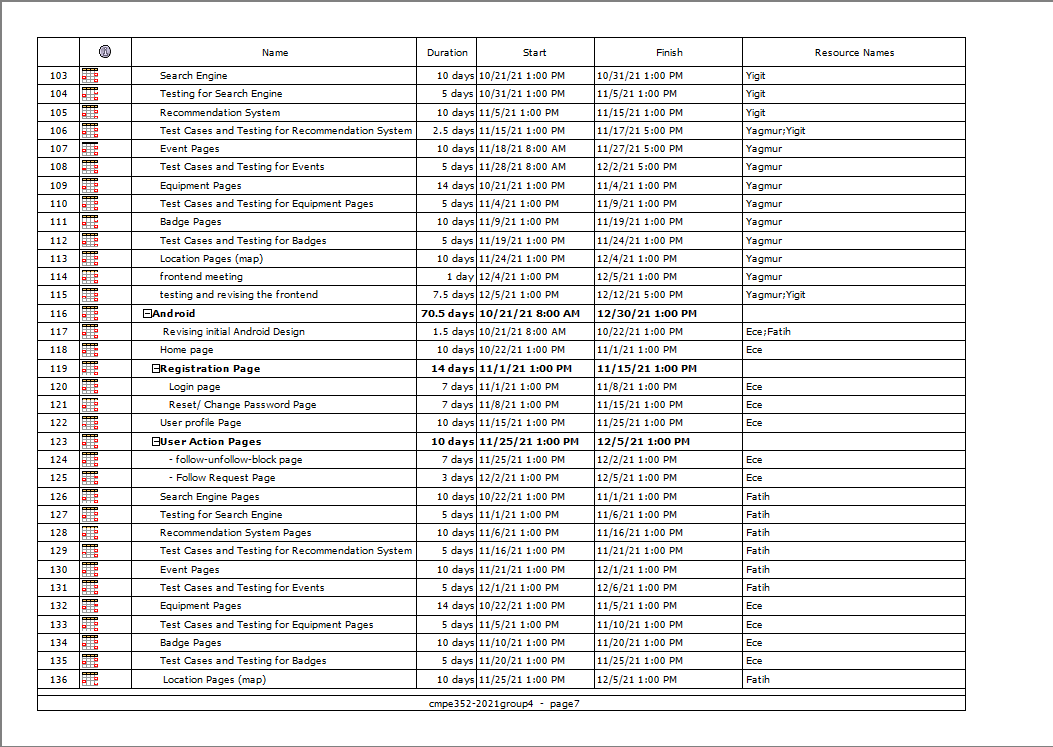 Name Duration Start Finish Resource Names
103 Search Engine 10 days 10/21/21 1:00 PM 10/31/21 1:00 PM Yigit
104 Testing for Search Engine 5 days 10/31/21 1:00 PM 11/5/21 1:00 PM Yigit
105 Recommendation System 10 days 11/5/21 1:00 PM 11/15/21 1:00 PM Yigit
106 Test Cases and Testing for Recommendation System 2.5 days 11/15/21 1:00 PM 11/17/21 5:00 PM Yagmur;Yigit
107 Event Pages 10 days 11/18/21 8:00 AM 11/27/21 5:00 PM Yagmur
108 Test Cases and Testing for Events 5 days 11/28/21 8:00 AM 12/2/21 5:00 PM Yagmur
109 Equipment Pages 14 days 10/21/21 1:00 PM 11/4/21 1:00 PM Yagmur
110 Test Cases and Testing for Equipment Pages 5 days 11/4/21 1:00 PM 11/9/21 1:00 PM Yagmur
111 Badge Pages 10 days 11/9/21 1:00 PM 11/19/21 1:00 PM Yagmur
112 Test Cases and Testing for Badges 5 days 11/19/21 1:00 PM 11/24/21 1:00 PM Yagmur
113 Location Pages (map) 10 days 11/24/21 1:00 PM 12/4/21 1:00 PM Yagmur
114 frontend meeting 1 day 12/4/21 1:00 PM 12/5/21 1:00 PM Yagmur
115 testing and revising the frontend 7.5 days 12/5/21 1:00 PM 12/12/21 5:00 PM Yagmur;Yigit
116 Android 70.5 days 10/21/21 8:00 AM 12/30/21 1:00 PM
117 Revising initial Android Design 1.5 days 10/21/21 8:00 AM 10/22/21 1:00 PM Ece;Fatih
118 Home page 10 days 10/22/21 1:00 PM 11/1/21 1:00 PM Ece
119 Registration Page 14 days 11/1/21 1:00 PM 11/15/21 1:00 PM
120 Login page 7 days 11/1/21 1:00 PM 11/8/21 1:00 PM Ece
121 Reset/ Change Password Page 7 days 11/8/21 1:00 PM 11/15/21 1:00 PM Ece
122 User profile Page 10 days 11/15/21 1:00 PM 11/25/21 1:00 PM Ece
123 User Action Pages 10 days 11/25/21 1:00 PM 12/5/21 1:00 PM
124 - follow-unfollow-block page 7 days 11/25/21 1:00 PM 12/2/21 1:00 PM Ece
125 - Follow Request Page 3 days 12/2/21 1:00 PM 12/5/21 1:00 PM Ece
126 Search Engine Pages 10 days 10/22/21 1:00 PM 11/1/21 1:00 PM Fatih
127 Testing for Search Engine 5 days 11/1/21 1:00 PM 11/6/21 1:00 PM Fatih
128 Recommendation System Pages 10 days 11/6/21 1:00 PM 11/16/21 1:00 PM Fatih
129 Test Cases and Testing for Recommendation System 5 days 11/16/21 1:00 PM 11/21/21 1:00 PM Fatih
130 Event Pages 10 days 11/21/21 1:00 PM 12/1/21 1:00 PM Fatih
131 Test Cases and Testing for Events 5 days 12/1/21 1:00 PM 12/6/21 1:00 PM Fatih
132 Equipment Pages 14 days 10/22/21 1:00 PM 11/5/21 1:00 PM Ece
133 Test Cases and Testing for Equipment Pages 5 days 11/5/21 1:00 PM 11/10/21 1:00 PM Ece
134 Badge Pages 10 days 11/10/21 1:00 PM 11/20/21 1:00 PM Ece
135 Test Cases and Testing for Badges 5 days 11/20/21 1:00 PM 11/25/21 1:00 PM Ece
136 Location Pages (map) 10 days 11/25/21 1:00 PM 12/5/21 1:00 PM Fatih
cmpe352-2021group4 - page7